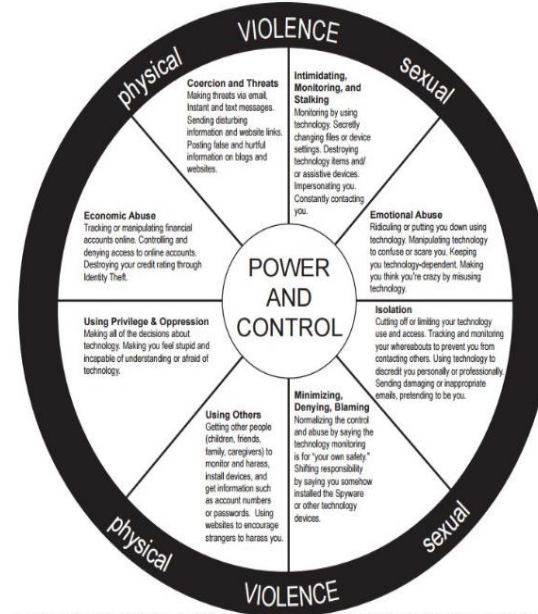 VIOLENCE
physical
sexual
Coercion and Threats
Making threats via email,
Instant and text messages.
Sending disturbing
information and website links.
Posting false and hurtful
information on blogs and
websites.
Intimidating,
Monitoring, and
Stalking
Monitoring by using
technology. Secretly
changing files or device
settings. Destroying
technology items and/
or assistive devices.
Impersonating you.
Constantly contacting
you.
Economic Abuse
Tracking or manipulating financial
accounts online. Controlling and
denying access to online accounts.
Destroying your credit rating through
Identity Theft.
Emotional Abuse
Ridiculing or putting you down using
technology. Manipulating technology
to confuse or scare you. Keeping
you technology-dependent. Making
you think you're crazy by misusing
technology.
POWER
AND
CONTROL
Using Privilege & Oppression
Making all of the decisions about
technology. Making you feel stupid and
incapable of understanding or afraid of
technology.
Isolation
Cutting off or limiting your technology
use and access. Tracking and monitoring
your whereabouts to prevent you from
contacting others. Using technology to
discredit you personally or professionally.
Sending damaging or inappropriate
emails, pretending to be you.
Using Others
Getting other people
(children, friends,
family, caregivers) to
monitor and harass,
install devices, and
get information such
as account numbers
or passwords. Using
websites to encourage
strangers to harass you.
Minimizing,
Denying, Blaming
Normalizing the control
and abuse by saying the
technology monitoring
is for "your own safety."
Shifting responsibility
by saying you somehow
installed the Spyware
or other technology
devices.
physical
sexual
VIOLENCE